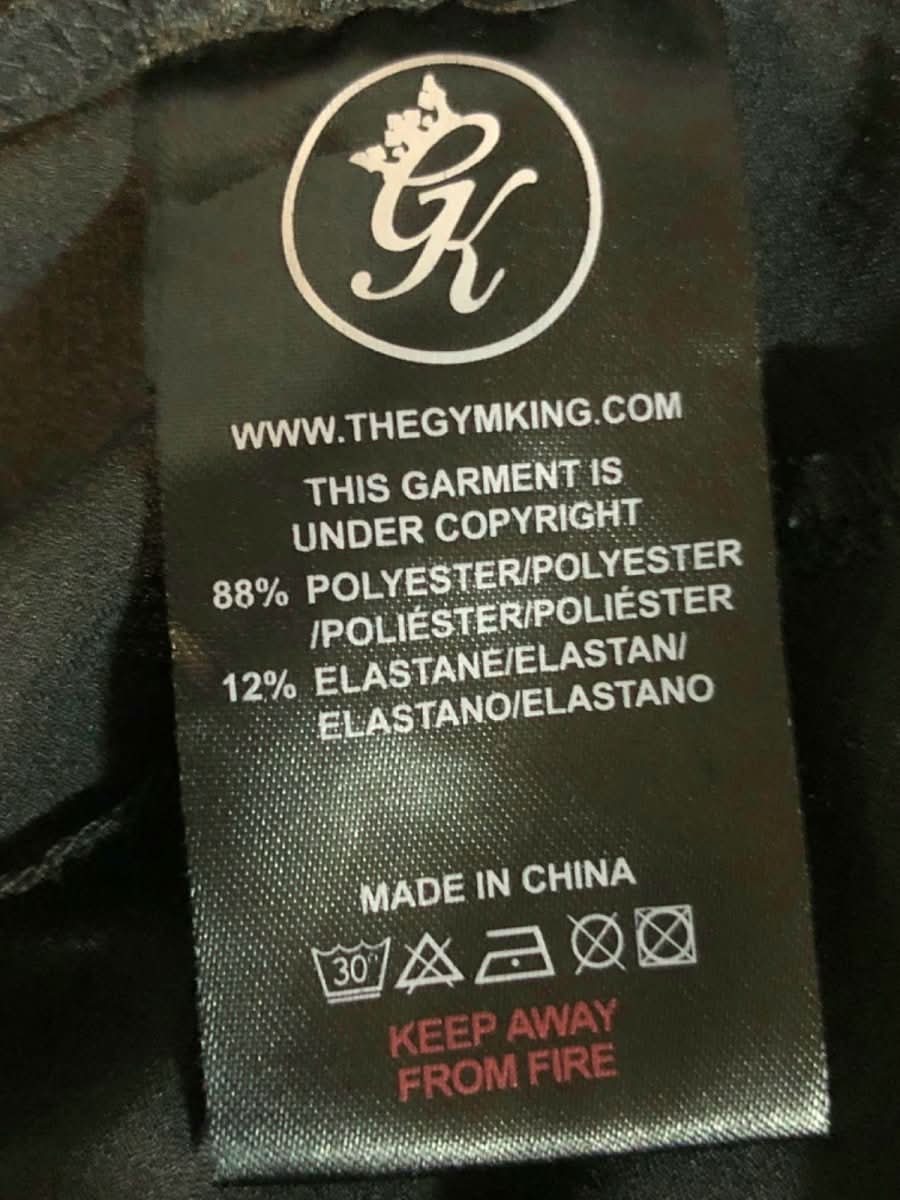 GK
WWW.THEGYMKING.COM
THIS GARMENT IS
UNDER COPYRIGHT
88% POLYESTER/POLYESTER
/POLIÉSTER/POLIÉSTER
12% ELASTANE/ELASTAN/
ELASTANO/ELASTANO
MADE IN CHINA
30°
KEEP AWAY
FROM FIRE